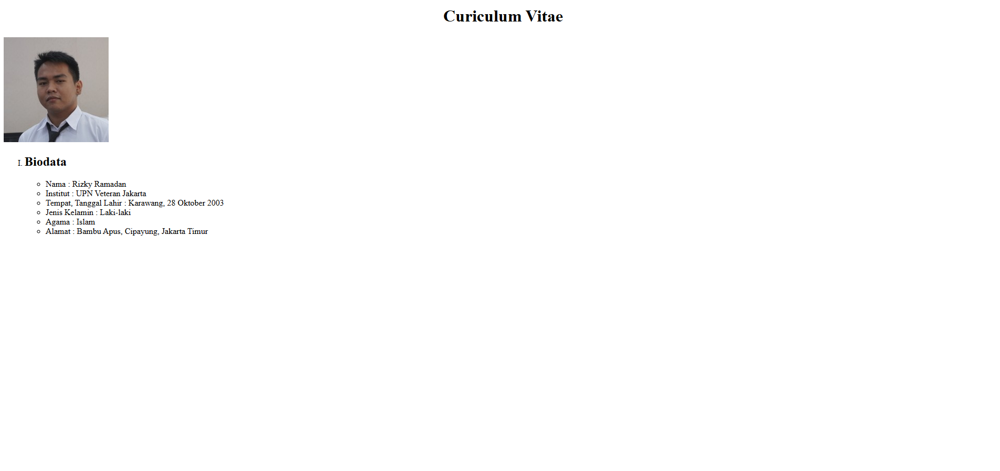 Curiculum Vitae
I. Biodata
Nama : Rizky Ramadan
Institut : UPN Veteran Jakarta
Tempat, Tanggal Lahir : Karawang, 28 Oktober 2003
Jenis Kelamin : Laki-laki
Agama : Islam
Alamat : Bambu Apus, Cipayung, Jakarta Timur